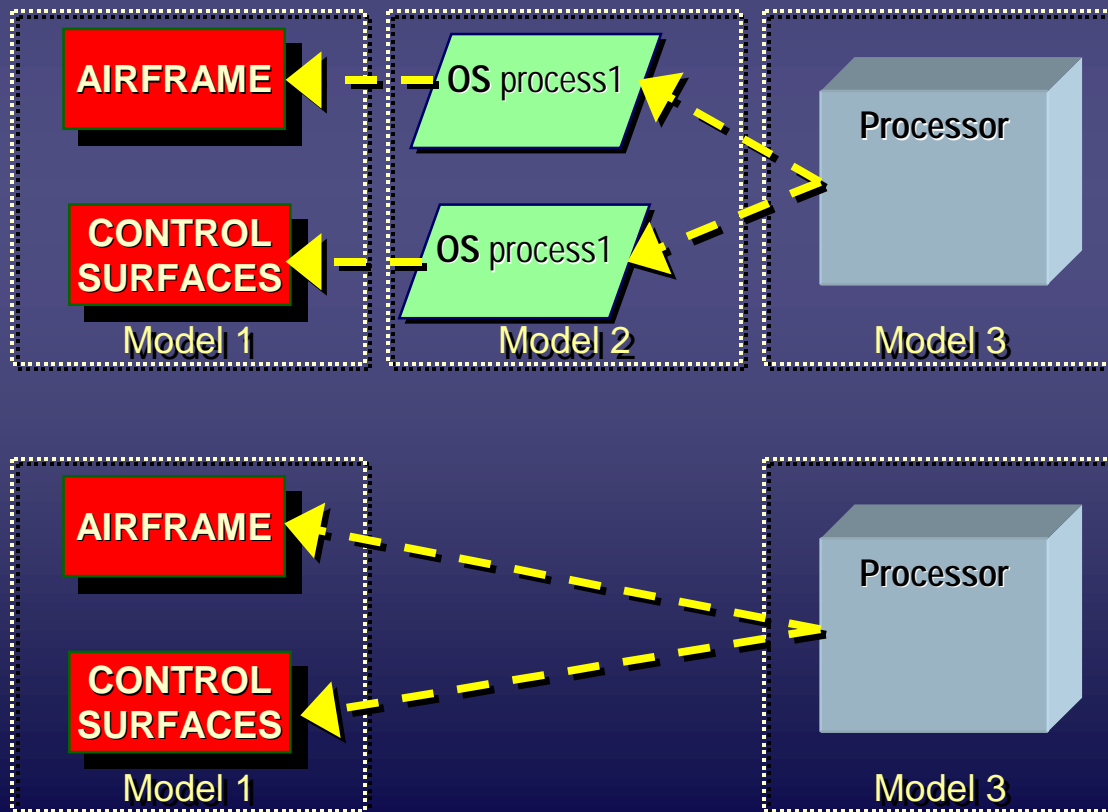 AIRFRAME
OS process1
Processor
CONTROL
SURFACES
OS process1
Model 1
Model 2
Model 3
AIRFRAME
Processor
CONTROL
SURFACES
Model 1
Model 3